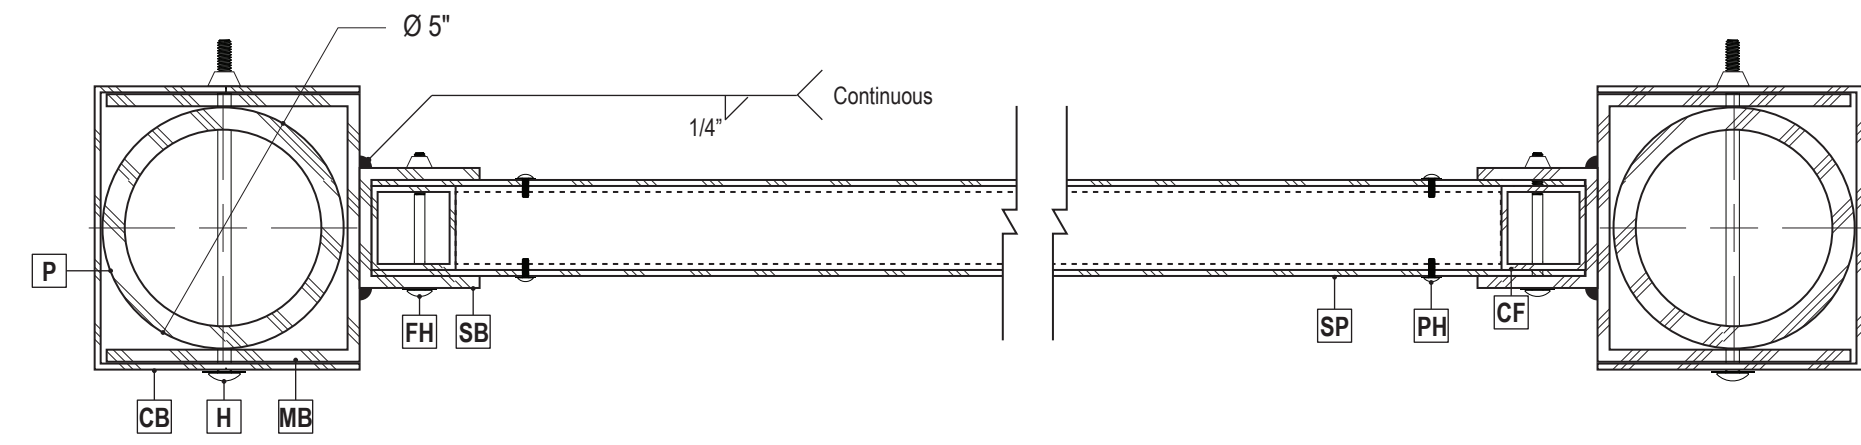 Ø 5"
Continuous
1/4”
P
FH
SB
SP
PH
CF
CB
H
MB